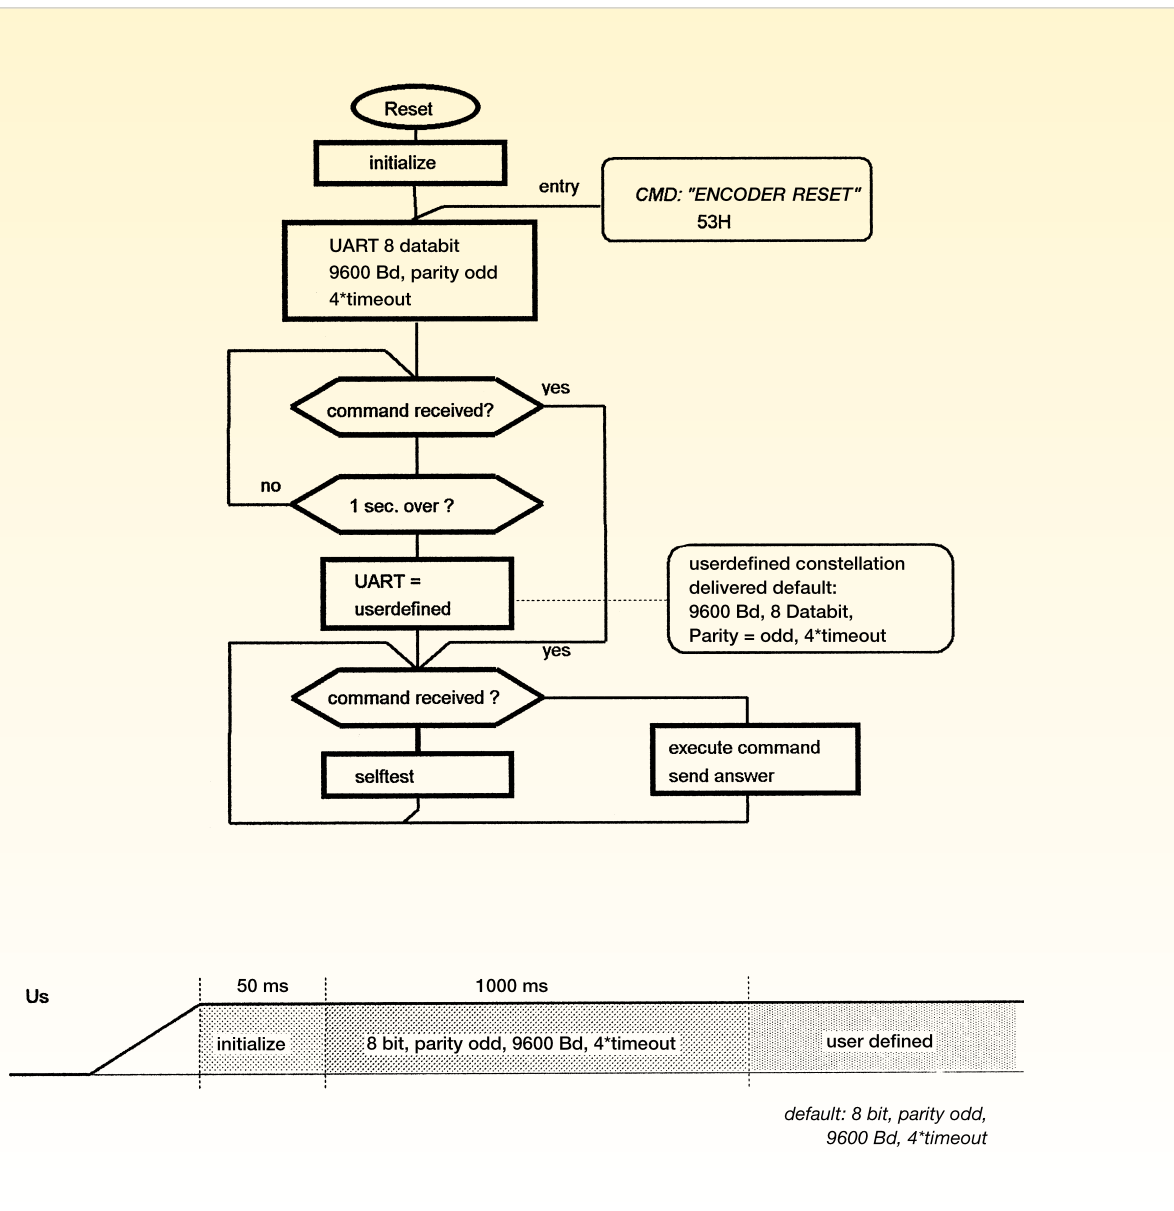 Reset
initialize
entry
CMD: "ENCODER RESET"
53H
UART 8 databit
9600 Bd, parity odd
4*timeout
yes
command received?
no
1 sec. over ?
UART =
userdefined
userdefined constellation
delivered default:
9600 Bd, 8 Databit,
Parity = odd, 4*timeout
yes
command received ?
execute command
send answer
selftest
Us
50 ms
1000 ms
initialize
8 bit, parity odd, 9600 Bd, 4*timeout
user defined
default: 8 bit, parity odd,
9600 Bd, 4*timeout